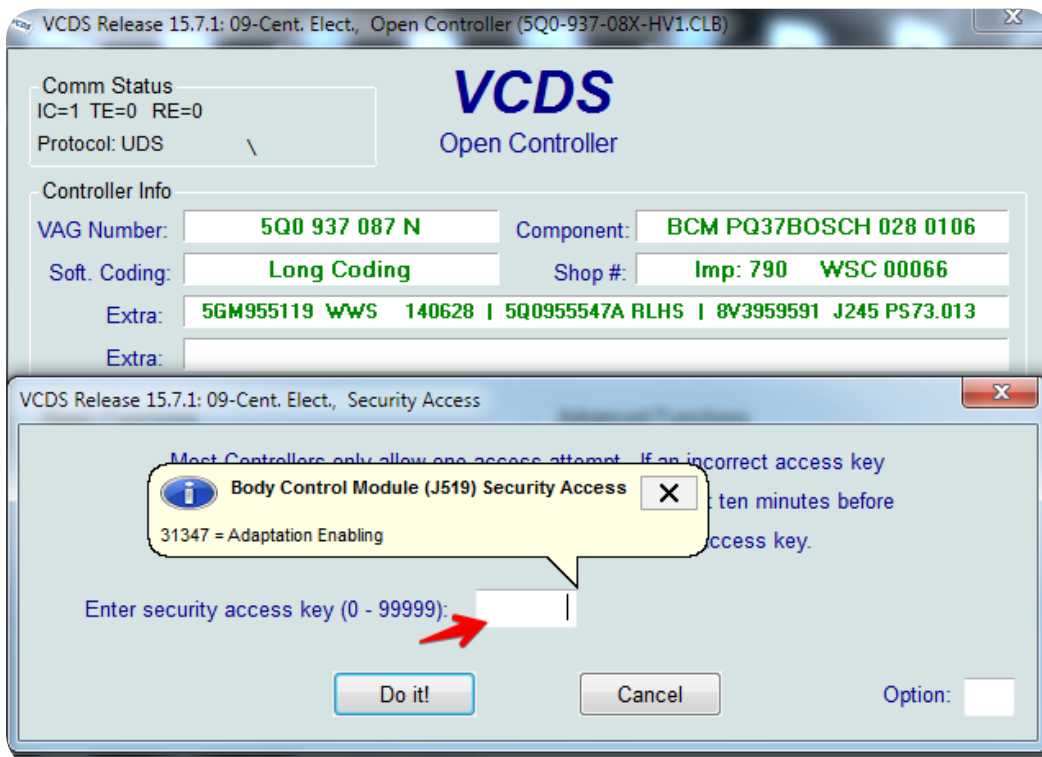 VCDS Release 15.7.1: 09-Cent. Elect., Open Controller (5Q0-937-08X-HV1.CLB)
Comm Status
IC=1 TE=0 RE=0
Protocol: UDS \
VCDS
Open Controller
Controller Info
VAG Number: 5Q0 937 087 N Component: BCM PQ37BOSCH 028 0106
Soft. Coding: Long Coding Shop #: Imp: 790 WSC 00066
Extra: 5GM955119 WWS 140628 | 5Q0955547A RLHS | 8V3959591 J245 PS73.013
Extra:
VCDS Release 15.7.1: 09-Cent. Elect., Security Access
Most Controllers only allow one access attempt. If an incorrect access key
Body Control Module (J519) Security Access
ten minutes before
31347 = Adaptation Enabling
access key.
Enter security access key (0 - 99999):
Do it! Cancel Option: